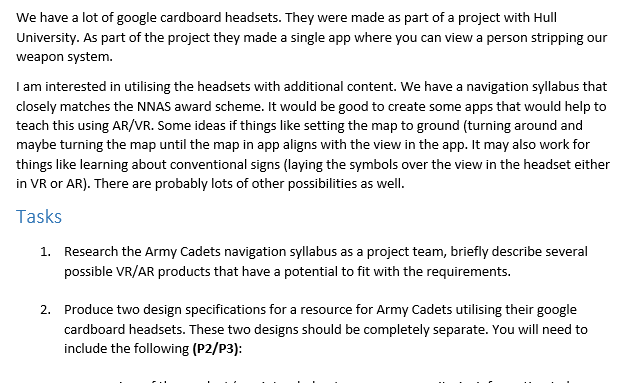 We have a lot of google cardboard headsets. They were made as part of a project with Hull
University. As part of the project they made a single app where you can view a person stripping our
weapon system.
I am interested in utilising the headsets with additional content. We have a navigation syllabus that
closely matches the NNAS award scheme. It would be good to create some apps that would help to
teach this using AR/VR. Some ideas if things like setting the map to ground (turning around and
maybe turning the map until the map in app aligns with the view in the app. It may also work for
things like learning about conventional signs (laying the symbols over the view in the headset either
in VR or AR). There are probably lots of other possibilities as well.
Tasks
1. Research the Army Cadets navigation syllabus as a project team, briefly describe several
possible VR/AR products that have a potential to fit with the requirements.
2. Produce two design specifications for a resource for Army Cadets utilising their google
cardboard headsets. These two designs should be completely separate. You will need to
include the following (P2/P3):